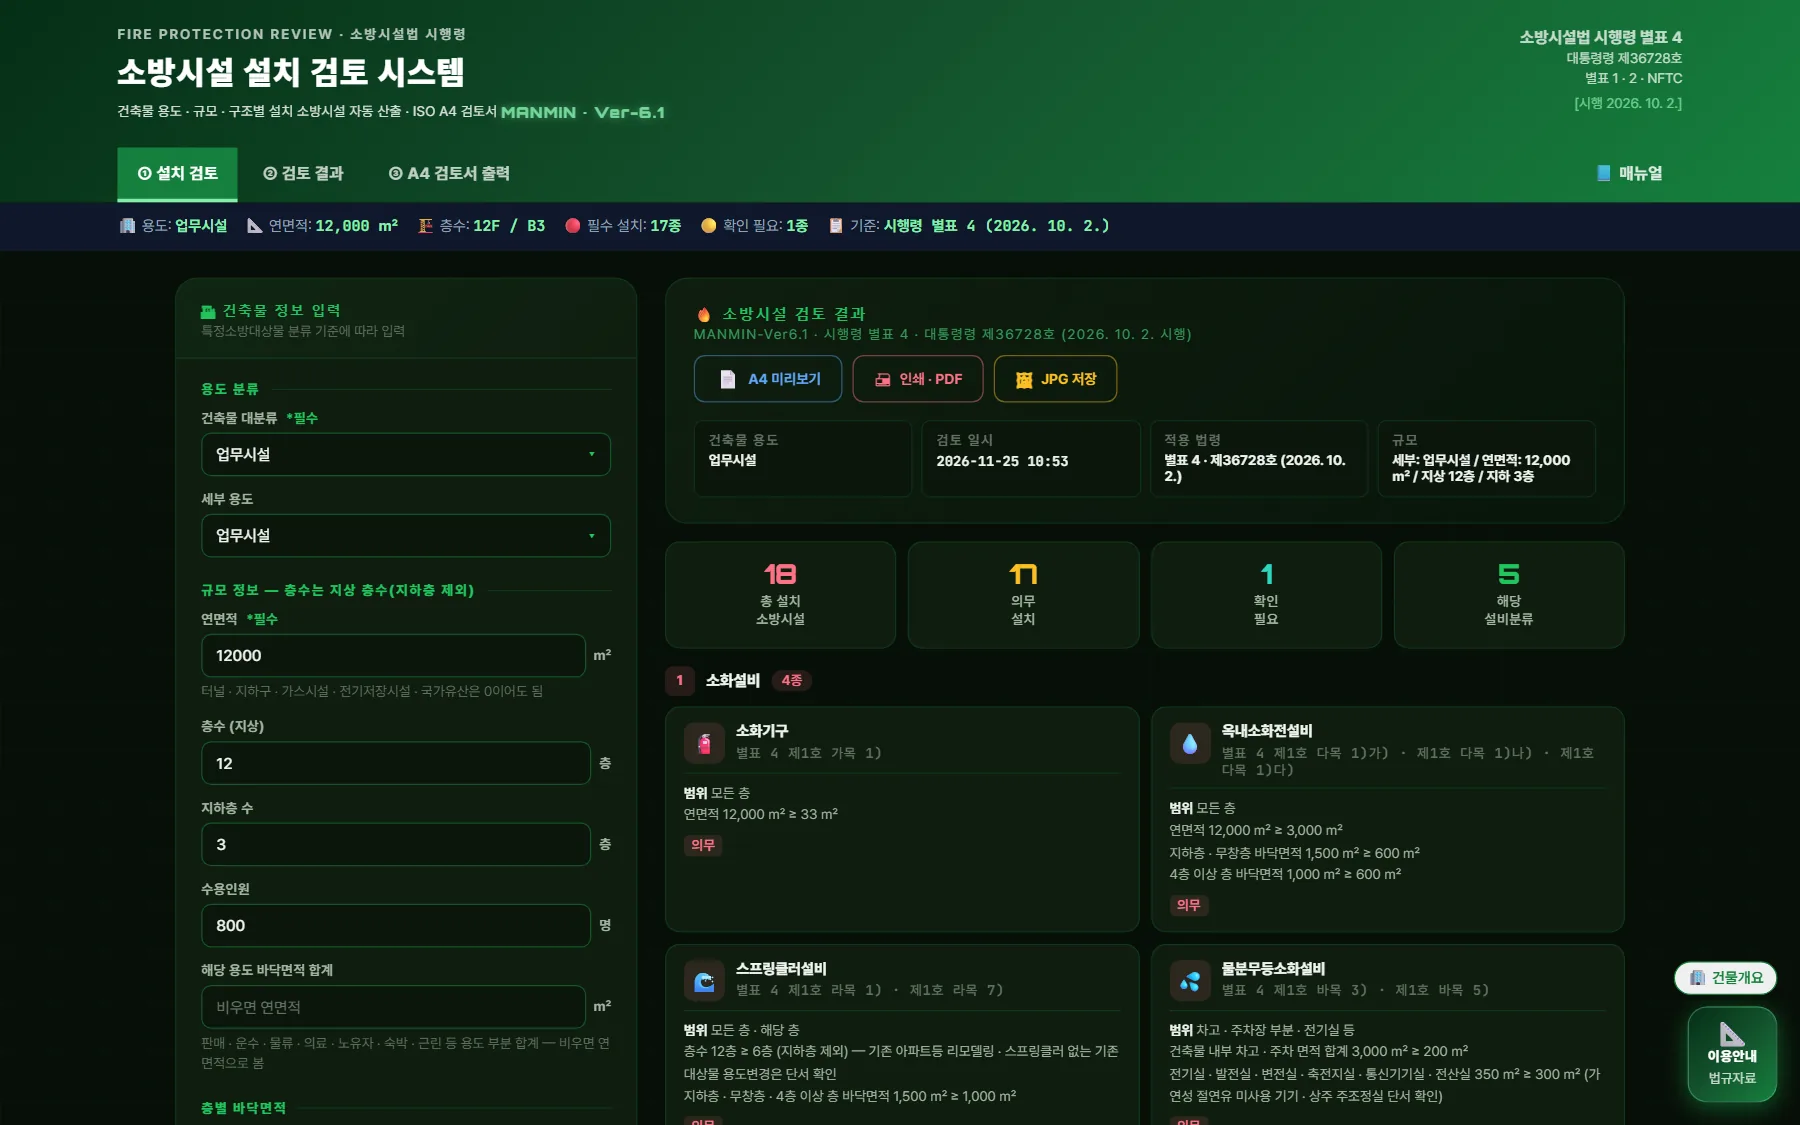 FIRE PROTECTION REVIEW · 소방시설법 시행령
소방시설 설치 검토 시스템
건축물 용도 · 규모 · 구조별 설치 소방시설 자동 산출 · ISO A4 검토서 MANMIN · Ver-6.1
소방시설법 시행령 별표 4
대통령령 제36728호
별표 1 · 2 · NFTC
[시행 2026. 10. 2.]
① 설치 검토
② 검토 결과
③ A4 검토서 출력
매뉴얼
용도: 업무시설 연면적: 12,000 m² 층수: 12F / B3 필수 설치: 17종 확인 필요: 1종 기준: 시행령 별표 4 (2026. 10. 2.)
건축물 정보 입력
특정소방대상물 분류 기준에 따라 입력
용도 분류
건축물 대분류 *필수
업무시설
세부 용도
업무시설
규모 정보 — 층수는 지상 층수(지하층 제외)
연면적 *필수
12000 m²
터널 · 지하구 · 가스시설 · 전기저장시설 · 국가유산은 0이어도 됨
층수 (지상)
12 층
지하층 수
3 층
수용인원
800 명
해당 용도 바닥면적 합계
비우면 연면적 m²
판매 · 운수 · 물류 · 의료 · 노유자 · 숙박 · 근린 등 용도 부분 합계 — 비우면 연
면적으로 봄
층별 바닥면적
소방시설 검토 결과
MANMIN-Ver6.1 · 시행령 별표 4 · 대통령령 제36728호 (2026. 10. 2. 시행)
A4 미리보기
인쇄 · PDF
JPG 저장
건축물 용도
업무시설
검토 일시
2026-11-25 10:53
적용 법령
별표 4 · 제36728호 (2026. 10.
2.)
규모
세부: 업무시설 / 연면적: 12,000
m² / 지상 12층 / 지하 3층
18
총 설치
소방시설
17
의무
설치
1
확인
필요
5
해당
설비분류
1 소화설비 4종
소화기구
별표 4 제1호 가목 1)
범위 모든 층
연면적 12,000 m² ≥ 33 m²
의무
옥내소화전설비
별표 4 제1호 다목 1)가) · 제1호 다목 1)나) · 제1호
다목 1)다)
범위 모든 층
연면적 12,000 m² ≥ 3,000 m²
지하층 · 무창층 바닥면적 1,500 m² ≥ 600 m²
4층 이상 층 바닥면적 1,000 m² ≥ 600 m²
의무
스프링클러설비
별표 4 제1호 라목 1) · 제1호 라목 7)
범위 모든 층 · 해당 층
층수 12층 ≥ 6층 (지하층 제외) — 기존 아파트등 리모델링 · 스프링클러 없는 기존
대상물 용도변경은 단서 확인
지하층 · 무창층 · 4층 이상 층 바닥면적 1,500 m² ≥ 1,000 m²
의무
물분무등소화설비
별표 4 제1호 바목 3) · 제1호 바목 5)
범위 차고 · 주차장 부분 · 전기실 등
건축물 내부 차고 · 주차 면적 합계 3,000 m² ≥ 200 m²
전기실 · 발전실 · 변전실 · 축전지실 · 통신기기실 · 전산실 350 m² ≥ 300 m² (가
연성 절연유 미사용 기기 · 상주 주조정실 단서 확인)
의무
건물개요
이용안내
법규자료